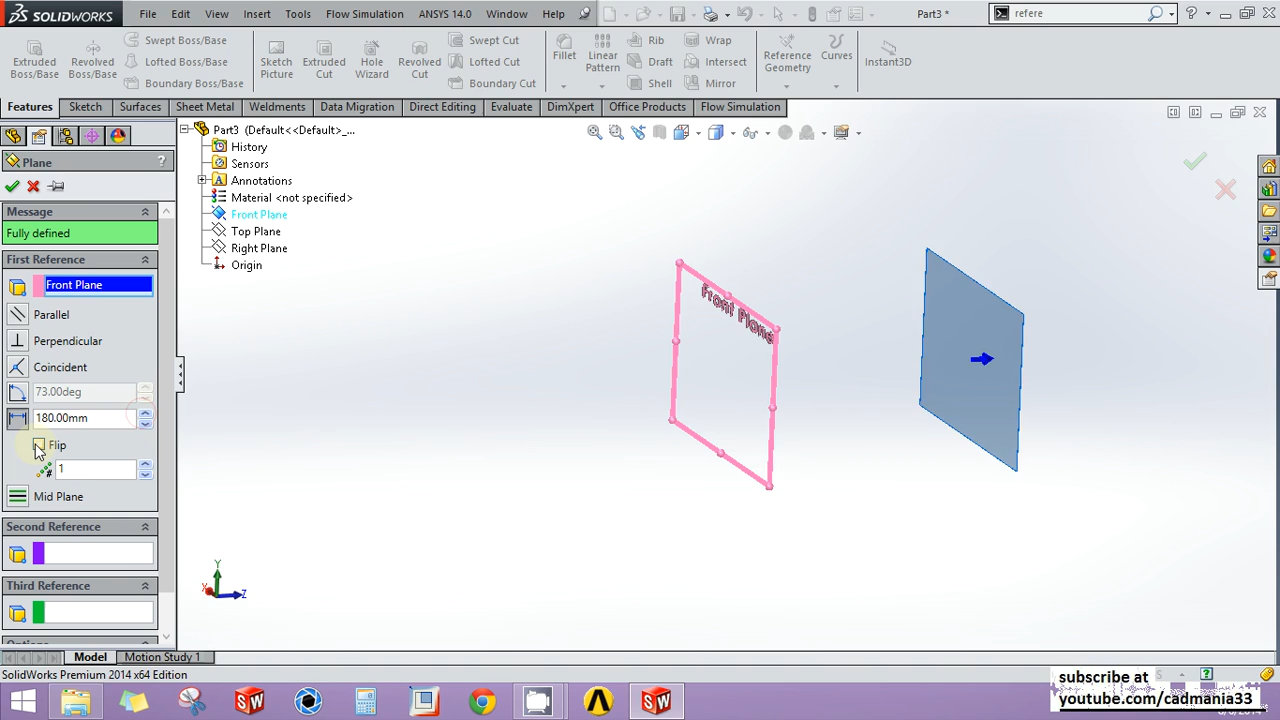 SOLIDWORKS File Edit View Insert Tools Flow Simulation ANSYS 14.0 Window Help Part3 * refere
Extruded Boss/Base Revolved Boss/Base Swept Boss/Base Lofted Boss/Base Boundary Boss/Base Sketch Picture Extruded Cut Hole Wizard Revolved Cut Swept Cut Lofted Cut Boundary Cut Fillet Linear Pattern Rib Draft Shell Wrap Intersect Mirror Reference Geometry Curves Instant3D
Features Sketch Surfaces Sheet Metal Weldments Data Migration Direct Editing Evaluate DimXpert Office Products Flow Simulation
Plane ?
Message
Fully defined
First Reference
Front Plane
Parallel
Perpendicular
Coincident
73.00deg
180.00mm
Flip
1
Mid Plane
Second Reference
Third Reference
Options
Part3 (Default<<Default>_...
History
Sensors
Annotations
Material <not specified>
Front Plane
Top Plane
Right Plane
Origin
Front Plane
Y
X
Z
Model Motion Study 1
SolidWorks Premium 2014 x64 Edition
subscribe at
youtube.com/cadmania33